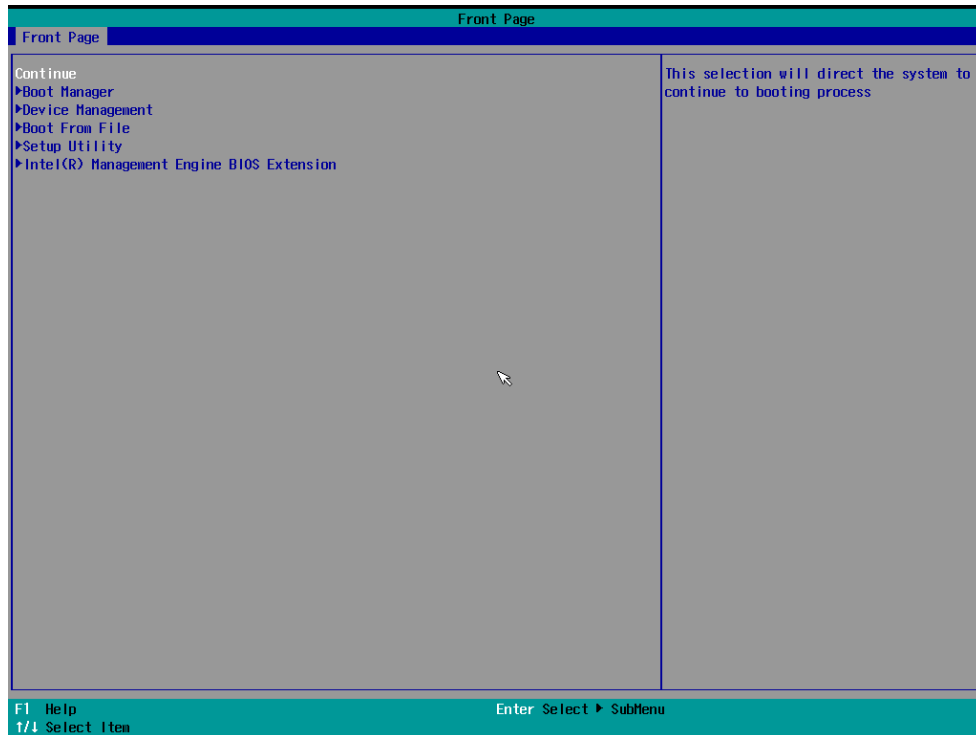 Front Page
Front Page
Continue
▶Boot Manager
▶Device Management
▶Boot From File
▶Setup Utility
▶Intel(R) Management Engine BIOS Extension
This selection will direct the system to
continue to booting process
F1 Help
↑/↓ Select Item
Enter Select ▶ SubMenu